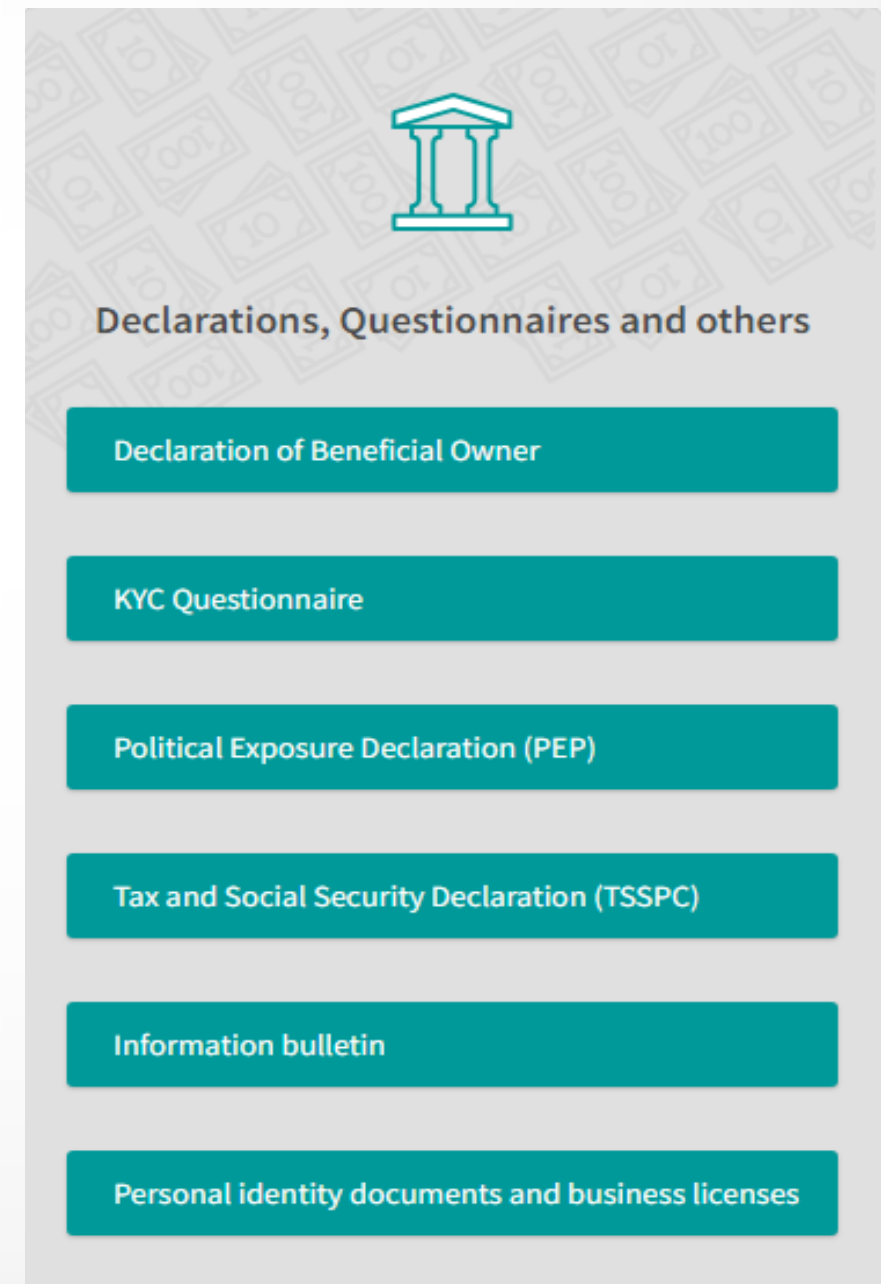 Declarations, Questionnaires and others
Declaration of Beneficial Owner
KYC Questionnaire
Political Exposure Declaration (PEP)
Tax and Social Security Declaration (TSSPC)
Information bulletin
Personal identity documents and business licenses